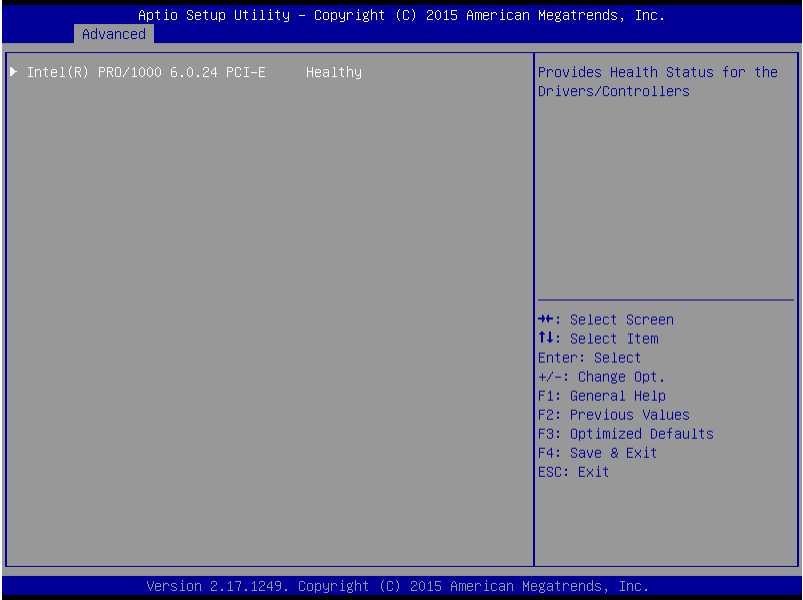 Aptio Setup Utility – Copyright (C) 2015 American Megatrends, Inc.
Advanced
Intel(R) PRO/1000 6.0.24 PCI-E Healthy
Provides Health Status for the
Drivers/Controllers
→←: Select Screen
↑↓: Select Item
Enter: Select
+/-: Change Opt.
F1: General Help
F2: Previous Values
F3: Optimized Defaults
F4: Save & Exit
ESC: Exit
Version 2.17.1249. Copyright (C) 2015 American Megatrends, Inc.